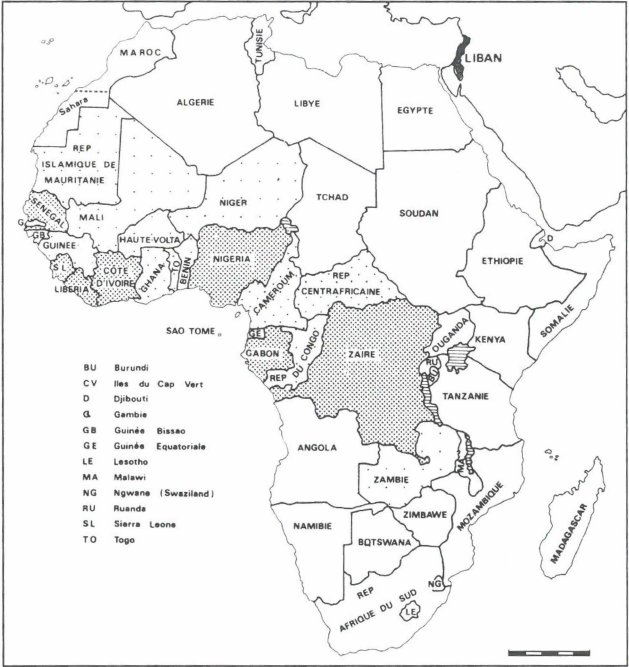 MAROC
TUNISIE
LIBAN
Sahara
ALGERIE
LIBYE
EGYPTE
REP
ISLAMIQUE DE
MAURITANIE
SENEGAL
MALI
NIGER
TCHAD
SOUDAN
G
GB
GUINEE
HAUTE-VOLTA
D
SL
LIBERIA
CÔTE
D'IVOIRE
GHANA
TO
BENIN
NIGERIA
CAMEROUM
REP
CENTRAFRICAINE
ETHIOPIE
SOMALIE
SAO TOME
GE
GABON
REP DU CONGO
ZAIRE
OUGANDA
KENYA
RU
BU
TANZANIE
BU Burundi
CV Iles du Cap Vert
D Djibouti
G Gambie
GB Guinée Bissao
GE Guinée Equatoriale
LE Lesotho
MA Malawi
NG Ngwane (Swaziland)
RU Ruanda
SL Sierra Leone
TO Togo
ANGOLA
ZAMBIE
MA
MOZAMBIQUE
MADAGASCAR
NAMIBIE
ZIMBAWE
BOTSWANA
REP
AFRIQUE DU SUD
NG
LE